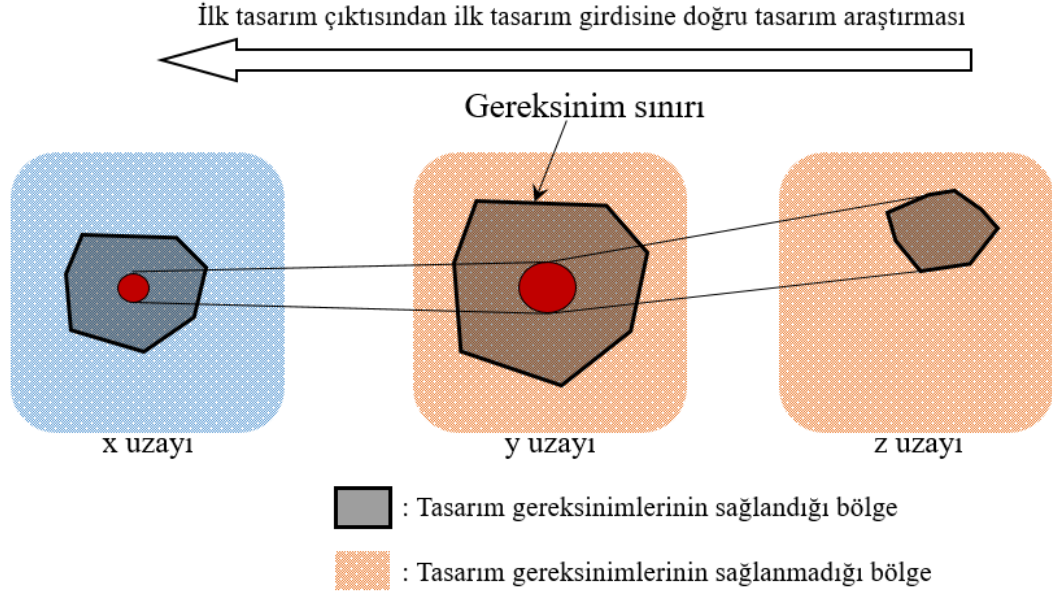 İlk tasarım çıktısından ilk tasarım girdisine doğru tasarım araştırması
Gereksinim sınırı
x uzayı
y uzayı
z uzayı
: Tasarım gereksinimlerinin sağlandığı bölge
: Tasarım gereksinimlerinin sağlanmadığı bölge